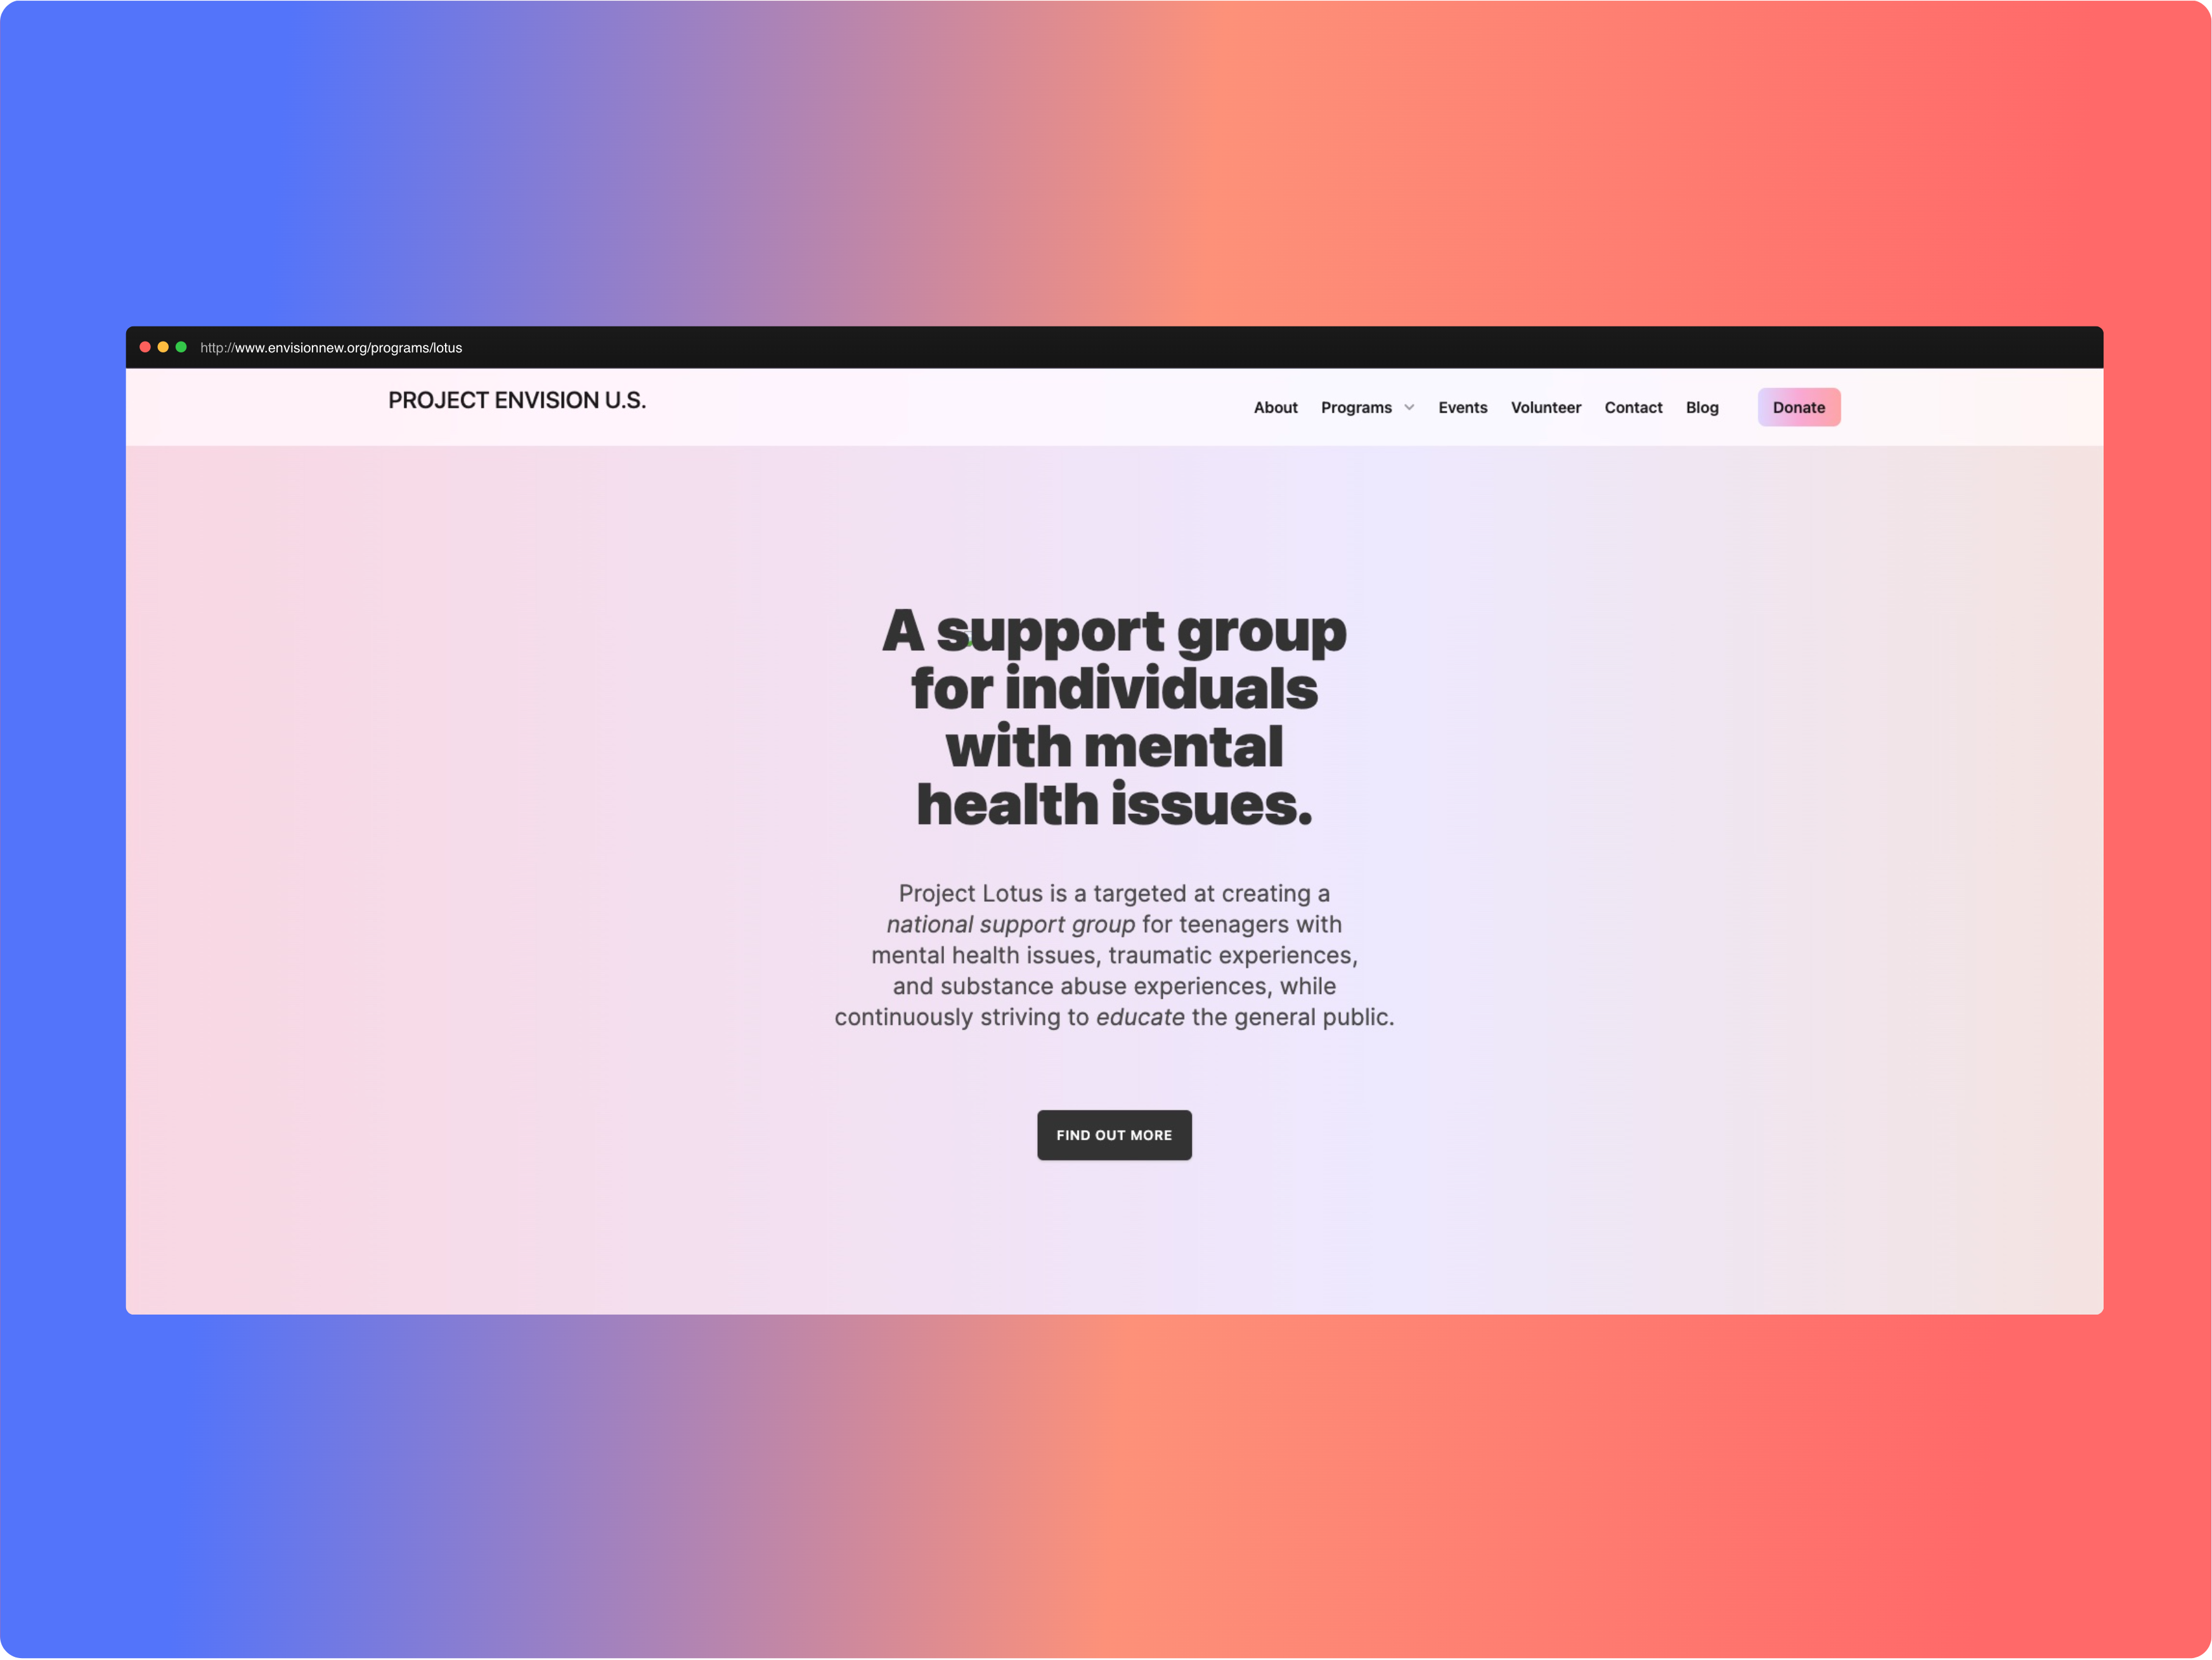 http://www.envisionnew.org/programs/lotus
PROJECT ENVISION U.S.
About Programs Events Volunteer Contact Blog Donate
A support group
for individuals
with mental
health issues.
Project Lotus is a targeted at creating a
national support group for teenagers with
mental health issues, traumatic experiences,
and substance abuse experiences, while
continuously striving to educate the general public.
FIND OUT MORE